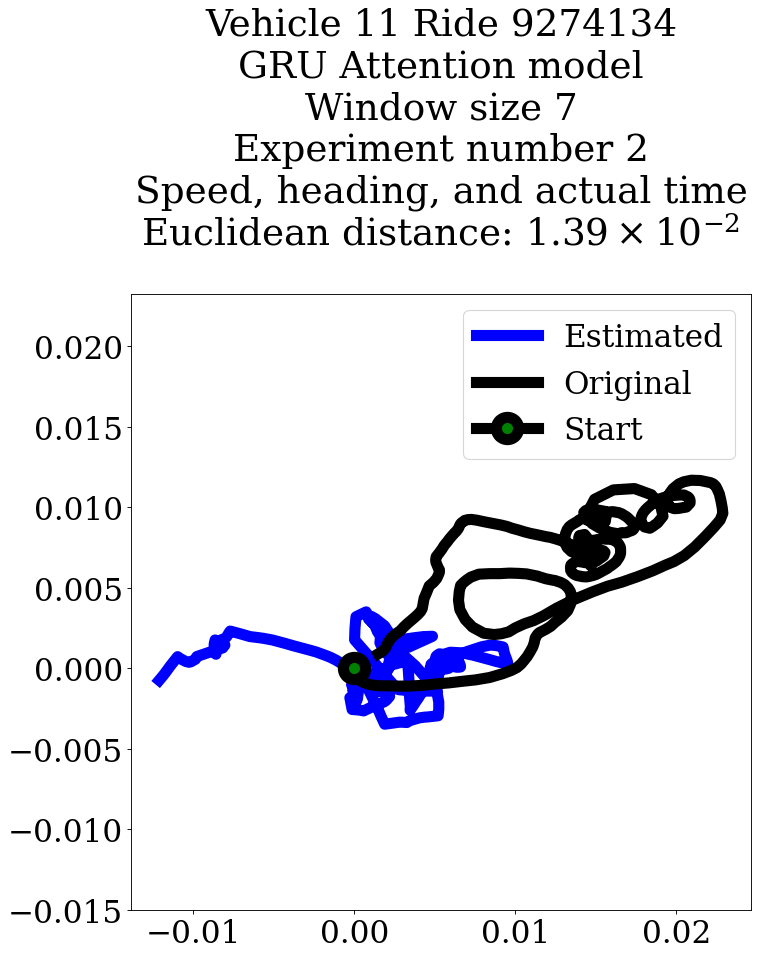 Vehicle 11 Ride 9274134
GRU Attention model
Window size 7
Experiment number 2
Speed, heading, and actual time
Euclidean distance: 1.39 × 10⁻²
Estimated
Original
Start
0.020
0.015
0.010
0.005
0.000
−0.005
−0.010
−0.015
−0.01 0.00 0.01 0.02